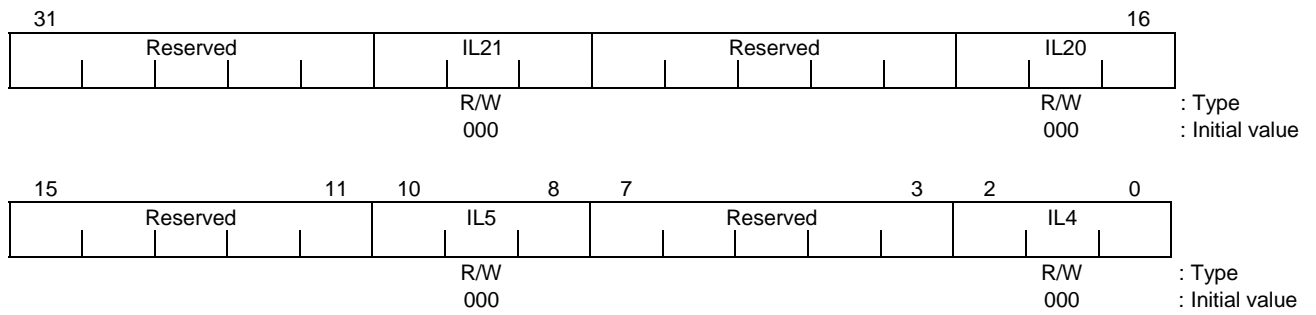 31 16
Reserved IL21 Reserved IL20
R/W R/W : Type
000 000 : Initial value
15 11 10 8 7 3 2 0
Reserved IL5 Reserved IL4
R/W R/W : Type
000 000 : Initial value